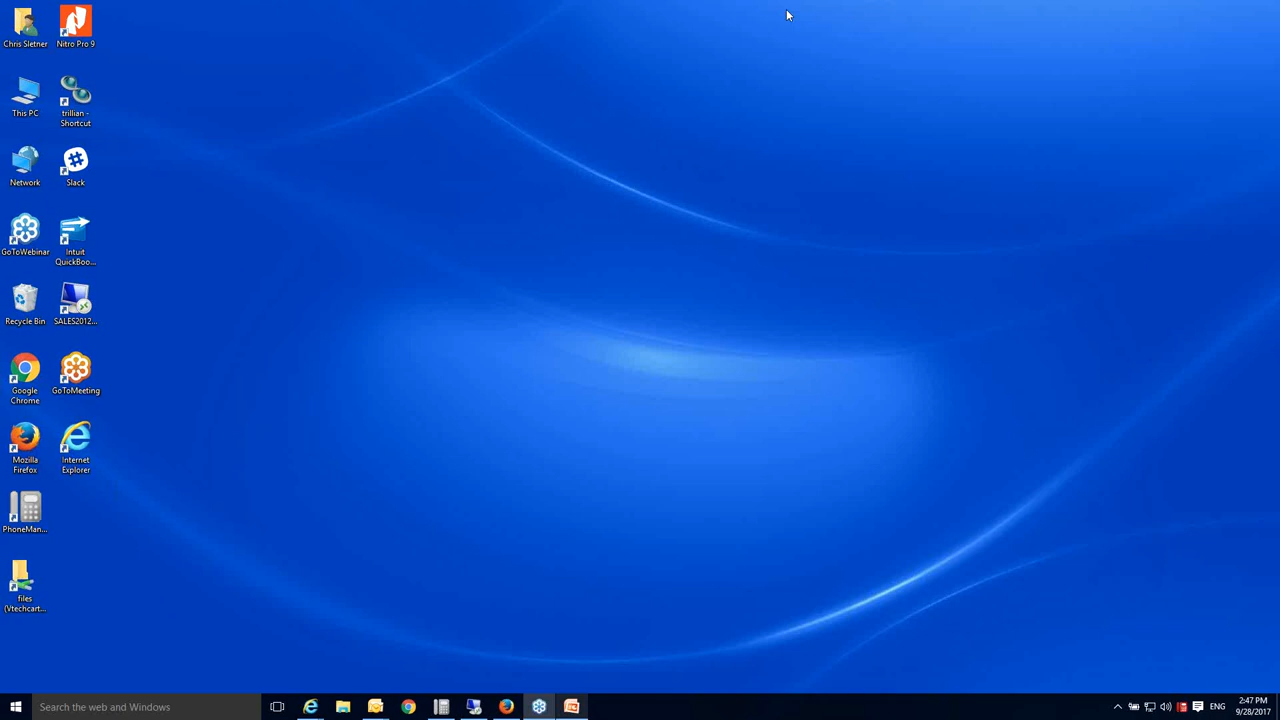 Chris Sletner
Nitro Pro 9
This PC
trillian -
Shortcut
Network
Slack
GoToWebinar
Intuit
QuickBoo...
Recycle Bin
SALES2012...
Google
Chrome
GoToMeeting
Mozilla
Firefox
Internet
Explorer
PhoneMan...
files
(Vtechcart...
Search the web and Windows
ENG
2:47 PM
9/28/2017